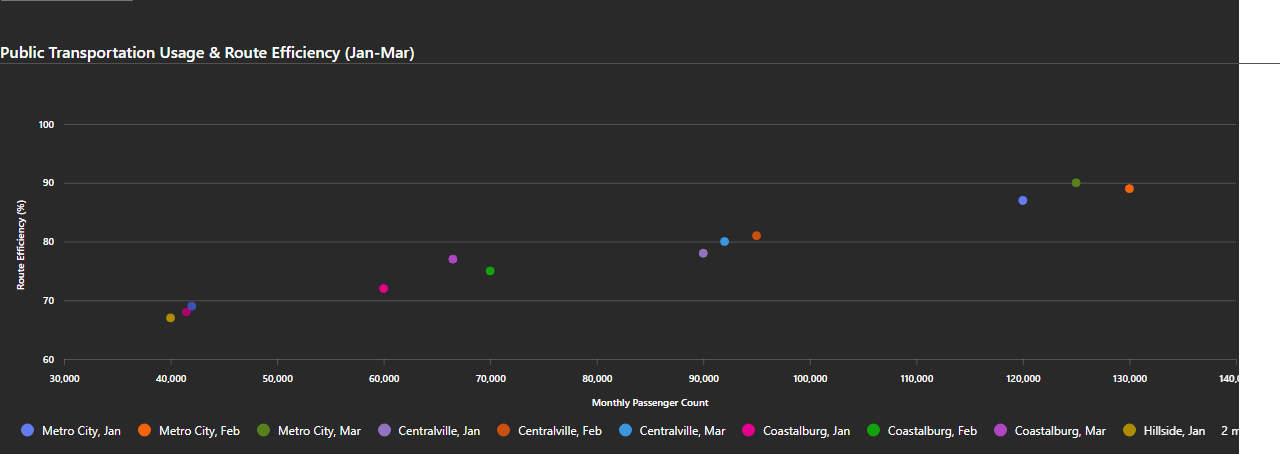 Public Transportation Usage & Route Efficiency (Jan-Mar)
100
90
80
70
60
Route Efficiency (%)
30,000 40,000 50,000 60,000 70,000 80,000 90,000 100,000 110,000 120,000 130,000 140,0
Monthly Passenger Count
Metro City, Jan Metro City, Feb Metro City, Mar Centralville, Jan Centralville, Feb Centralville, Mar Coastalburg, Jan Coastalburg, Feb Coastalburg, Mar Hillside, Jan 2 m